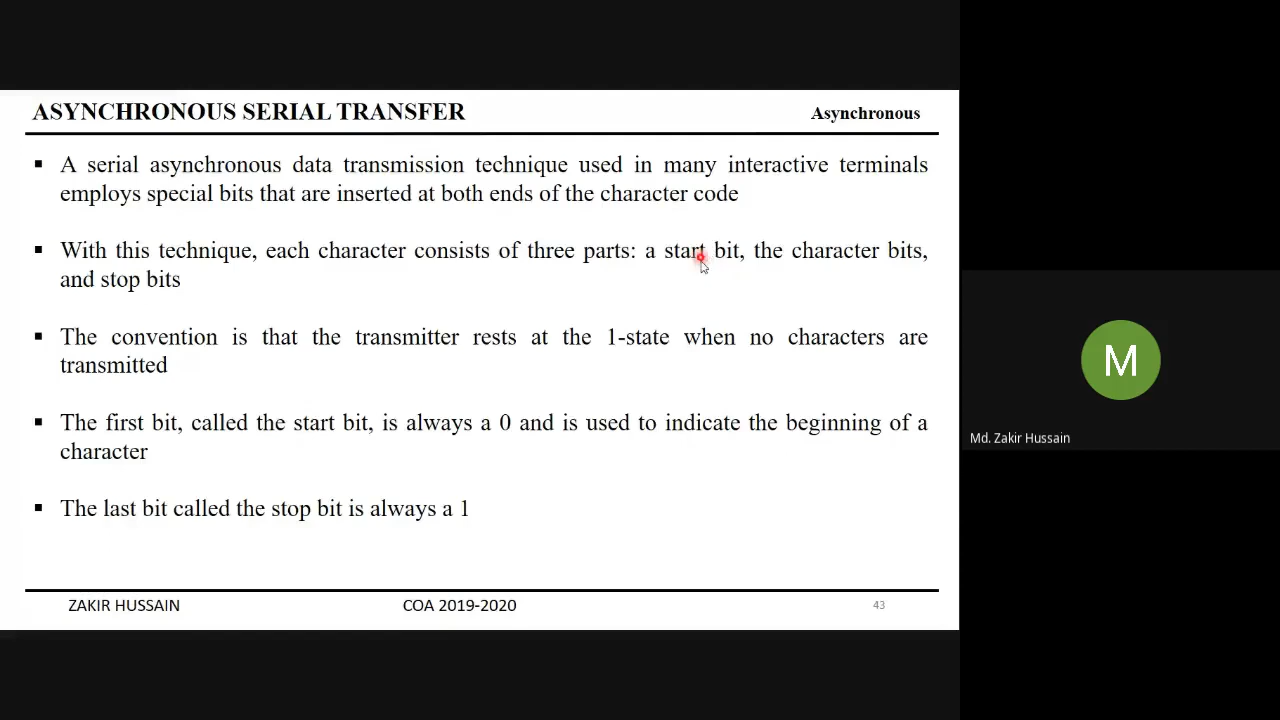 ASYNCHRONOUS SERIAL TRANSFER
Asynchronous
▪ A serial asynchronous data transmission technique used in many interactive terminals
employs special bits that are inserted at both ends of the character code
▪ With this technique, each character consists of three parts: a start bit, the character bits,
and stop bits
▪ The convention is that the transmitter rests at the 1-state when no characters are
transmitted
▪ The first bit, called the start bit, is always a 0 and is used to indicate the beginning of a
character
▪ The last bit called the stop bit is always a 1
ZAKIR HUSSAIN
COA 2019-2020
43
M
Md. Zakir Hussain